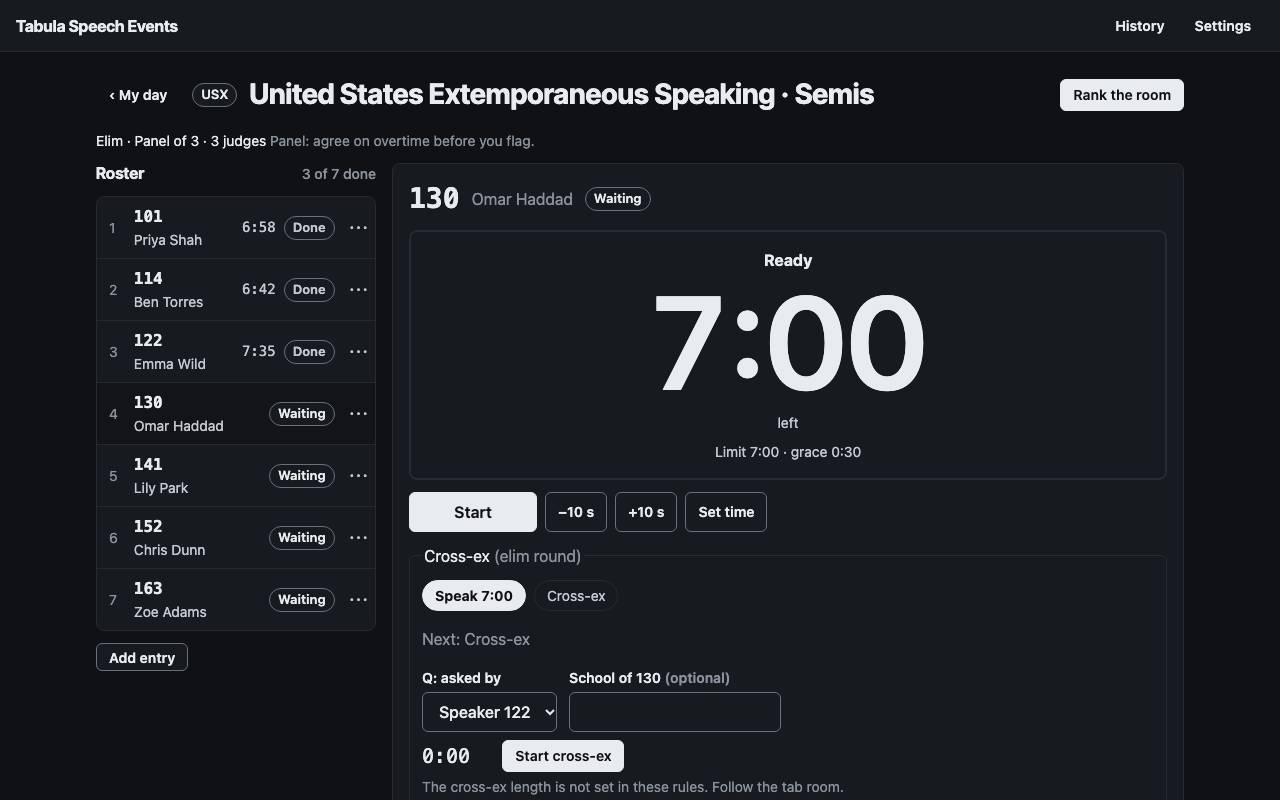 Tabula Speech Events
History
Settings
‹ My day
USX
United States Extemporaneous Speaking · Semis
Rank the room
Elim · Panel of 3 · 3 judges Panel: agree on overtime before you flag.
Roster
3 of 7 done
1
101
Priya Shah
6:58
Done
2
114
Ben Torres
6:42
Done
3
122
Emma Wild
7:35
Done
4
130
Omar Haddad
Waiting
5
141
Lily Park
Waiting
6
152
Chris Dunn
Waiting
7
163
Zoe Adams
Waiting
Add entry
130 Omar Haddad Waiting
Ready
7:00
left
Limit 7:00 · grace 0:30
Start
−10 s
+10 s
Set time
Cross-ex (elim round)
Speak 7:00
Cross-ex
Next: Cross-ex
Q: asked by
School of 130 (optional)
Speaker 122
0:00
Start cross-ex
The cross-ex length is not set in these rules. Follow the tab room.